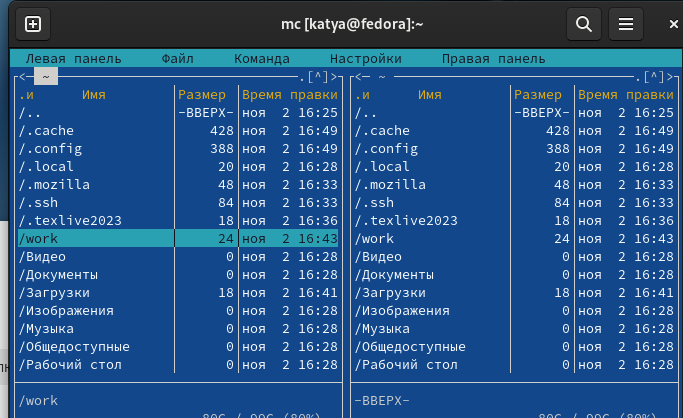 mc [katya@fedora]:~
Левая панель Файл Команда Настройки Правая панель
<─ ~ ─.[^]>
<─ ~ ─.[^]>
.и Имя Размер Время правки .и Имя Размер Время правки
/.. -ВВЕРХ- ноя 2 16:25 /.. -ВВЕРХ- ноя 2 16:25
/.cache 428 ноя 2 16:49 /.cache 428 ноя 2 16:49
/.config 388 ноя 2 16:49 /.config 388 ноя 2 16:49
/.local 20 ноя 2 16:28 /.local 20 ноя 2 16:28
/.mozilla 48 ноя 2 16:33 /.mozilla 48 ноя 2 16:33
/.ssh 84 ноя 2 16:33 /.ssh 84 ноя 2 16:33
/.texlive2023 18 ноя 2 16:36 /.texlive2023 18 ноя 2 16:36
/work 24 ноя 2 16:43 /work 24 ноя 2 16:43
/Видео 0 ноя 2 16:28 /Видео 0 ноя 2 16:28
/Документы 0 ноя 2 16:28 /Документы 0 ноя 2 16:28
/Загрузки 18 ноя 2 16:41 /Загрузки 18 ноя 2 16:41
/Изображения 0 ноя 2 16:28 /Изображения 0 ноя 2 16:28
/Музыка 0 ноя 2 16:28 /Музыка 0 ноя 2 16:28
/Общедоступные 0 ноя 2 16:28 /Общедоступные 0 ноя 2 16:28
/Рабочий стол 0 ноя 2 16:28 /Рабочий стол 0 ноя 2 16:28
/work -ВВЕРХ-